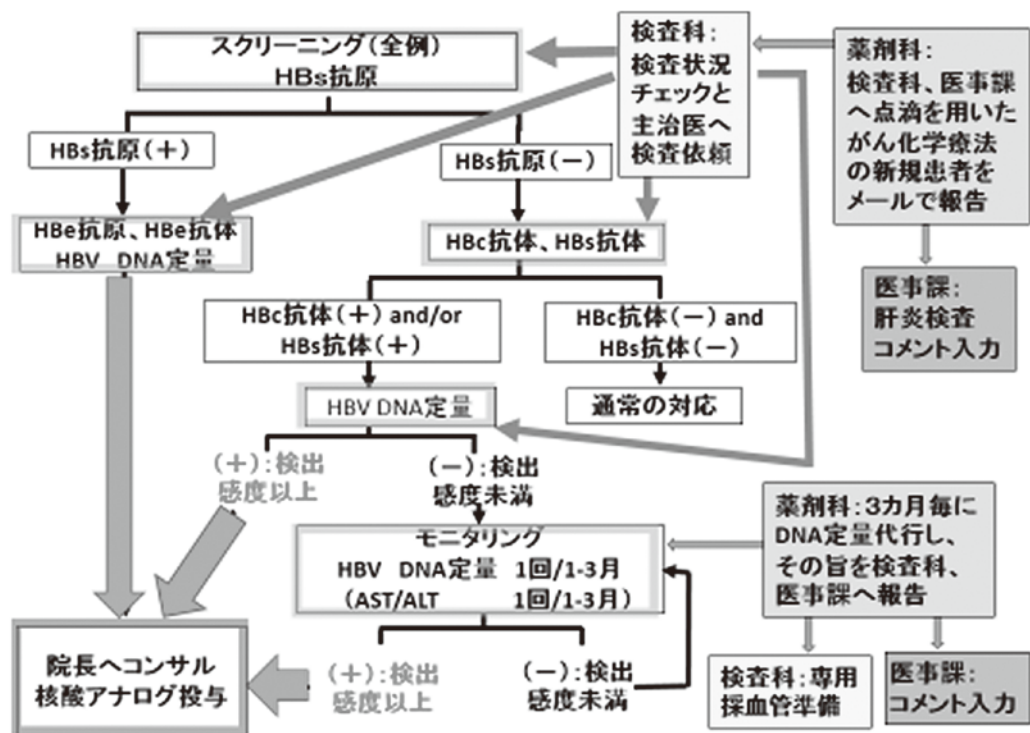 スクリーニング(全例)
HBs抗原
検査科:
検査状況
チェックと
主治医へ
検査依頼
薬剤科:
検査科、医事課
へ点滴を用いた
がん化学療法
の新規患者を
メールで報告
HBs抗原(+)
HBs抗原(-)
HBe抗原、HBe抗体
HBV DNA定量
HBc抗体、HBs抗体
医事課:
肝炎検査
コメント入力
HBc抗体(+) and/or
HBs抗体(+)
HBc抗体(-) and
HBs抗体(-)
HBV DNA定量
通常の対応
(+):検出
感度以上
(-):検出
感度未満
薬剤科:3カ月毎に
DNA定量代行し、
その旨を検査科、
医事課へ報告
モニタリング
HBV DNA定量 1回/1-3月
(AST/ALT 1回/1-3月)
院長へコンサル
核酸アナログ投与
(+):検出
感度以上
(-):検出
感度未満
検査科:専用
採血管準備
医事課:
コメント入力